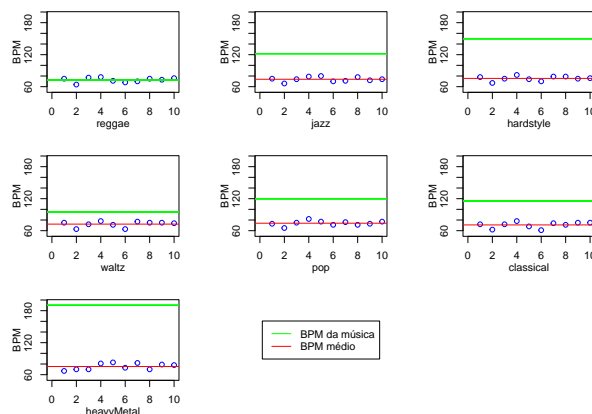 BPM
60 120 180
0 2 4 6 8 10
reggae
BPM
60 120 180
0 2 4 6 8 10
jazz
BPM
60 120 180
0 2 4 6 8 10
hardstyle
BPM
60 120 180
0 2 4 6 8 10
waltz
BPM
60 120 180
0 2 4 6 8 10
pop
BPM
60 120 180
0 2 4 6 8 10
classical
BPM
60 120 180
0 2 4 6 8 10
heavyMetal
BPM da música
BPM médio